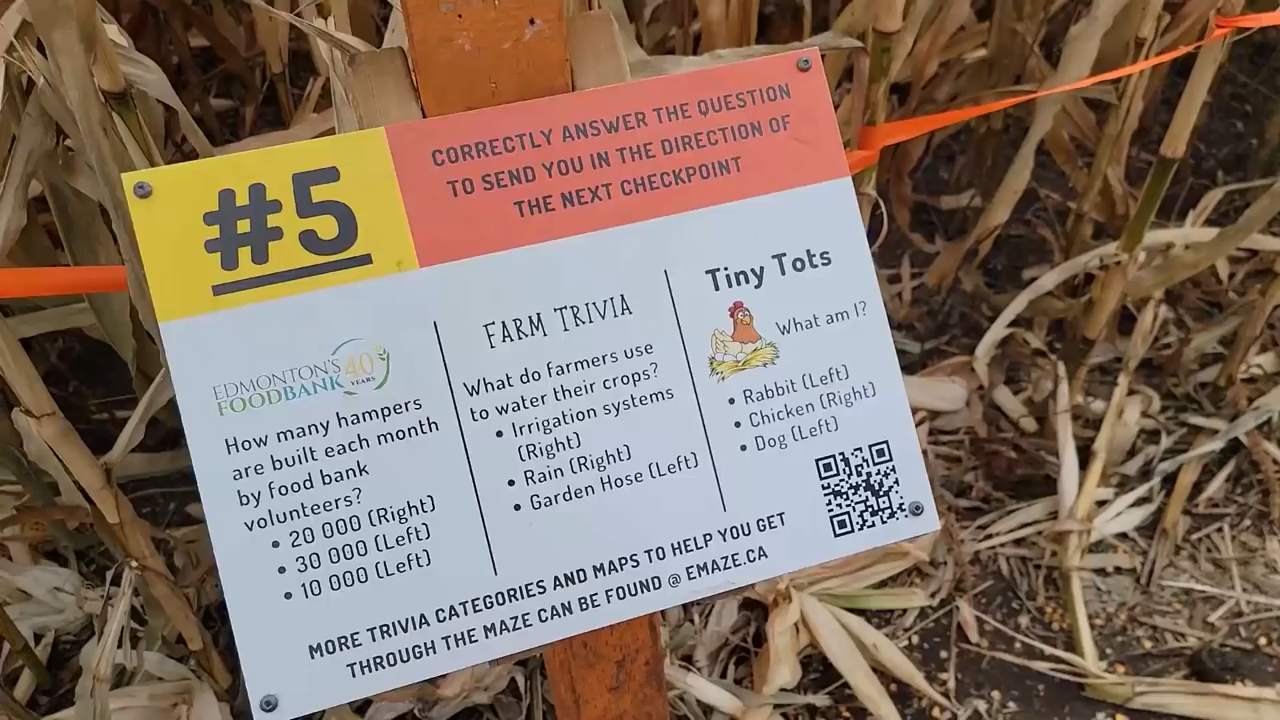 #5
CORRECTLY ANSWER THE QUESTION
TO SEND YOU IN THE DIRECTION OF
THE NEXT CHECKPOINT
EDMONTON'S
FOODBANK
40
YEARS
How many hampers
are built each month
by food bank
volunteers?
• 20 000 (Right)
• 30 000 (Left)
• 10 000 (Left)
FARM TRIVIA
What do farmers use
to water their crops?
• Irrigation systems
(Right)
• Rain (Right)
• Garden Hose (Left)
Tiny Tots
What am I?
• Rabbit (Left)
• Chicken (Right)
• Dog (Left)
MORE TRIVIA CATEGORIES AND MAPS TO HELP YOU GET
THROUGH THE MAZE CAN BE FOUND @ EMAZE.CA